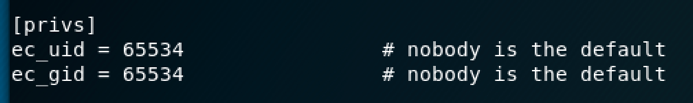 [privs]
ec_uid = 65534                # nobody is the default
ec_gid = 65534                # nobody is the default